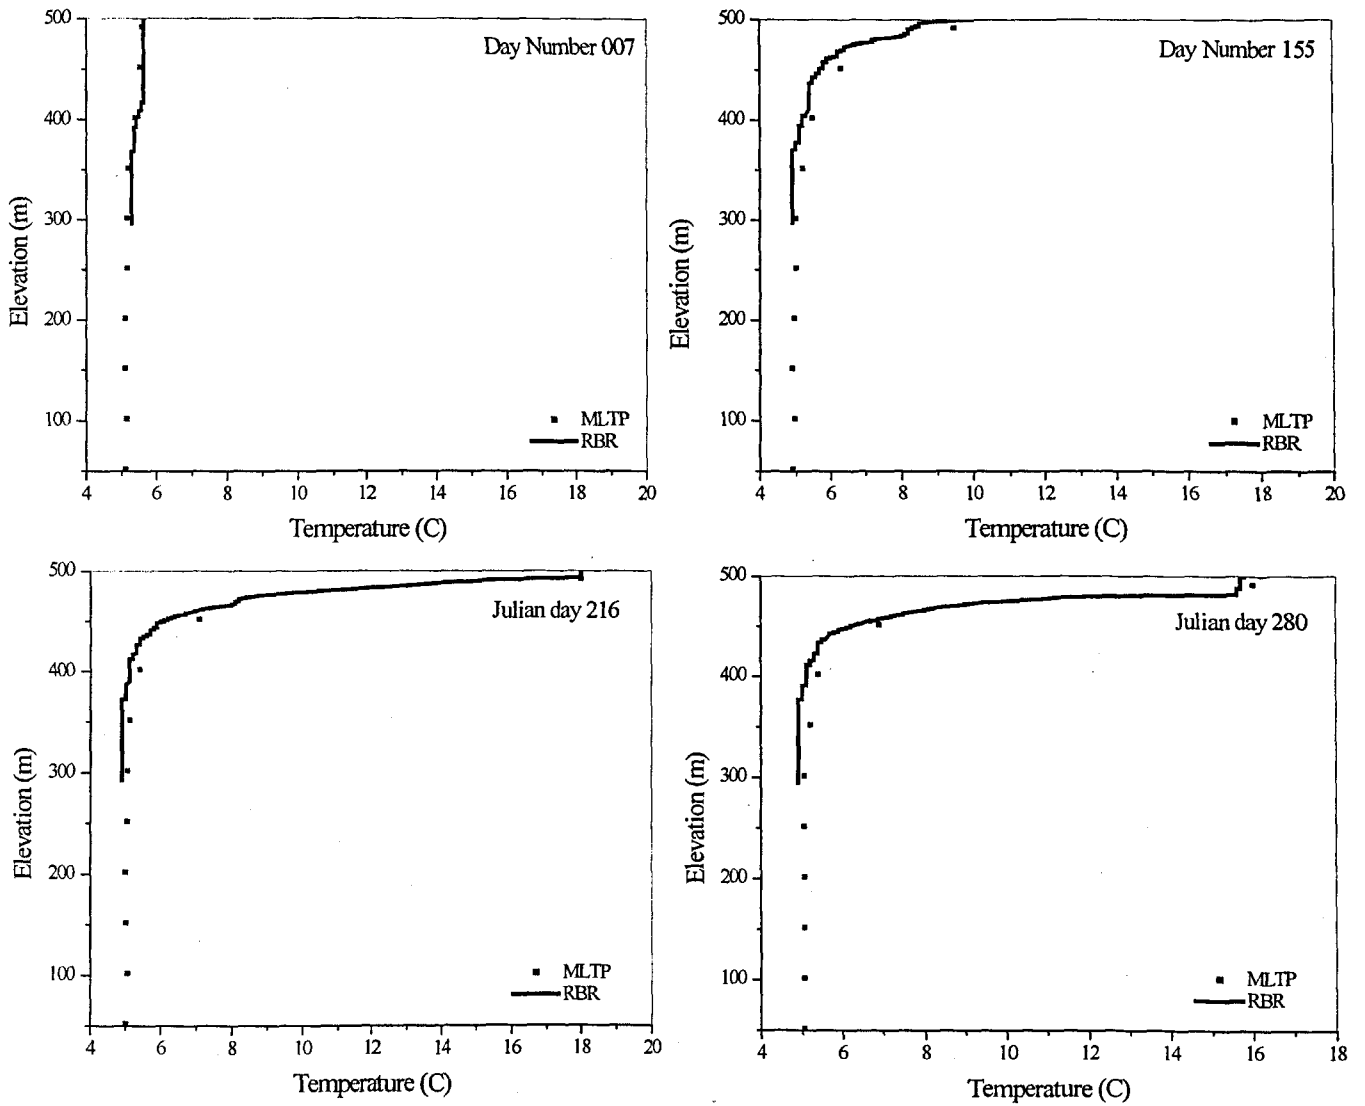 Day Number 007
500
400
300
200
100
Elevation (m)
MLTP
RBR
4 6 8 10 12 14 16 18 20
Temperature (C)
Day Number 155
500
400
300
200
100
Elevation (m)
MLTP
RBR
4 6 8 10 12 14 16 18 20
Temperature (C)
Julian day 216
500
400
300
200
100
Elevation (m)
MLTP
RBR
4 6 8 10 12 14 16 18 20
Temperature (C)
Julian day 280
500
400
300
200
100
Elevation (m)
MLTP
RBR
4 6 8 10 12 14 16 18
Temperature (C)